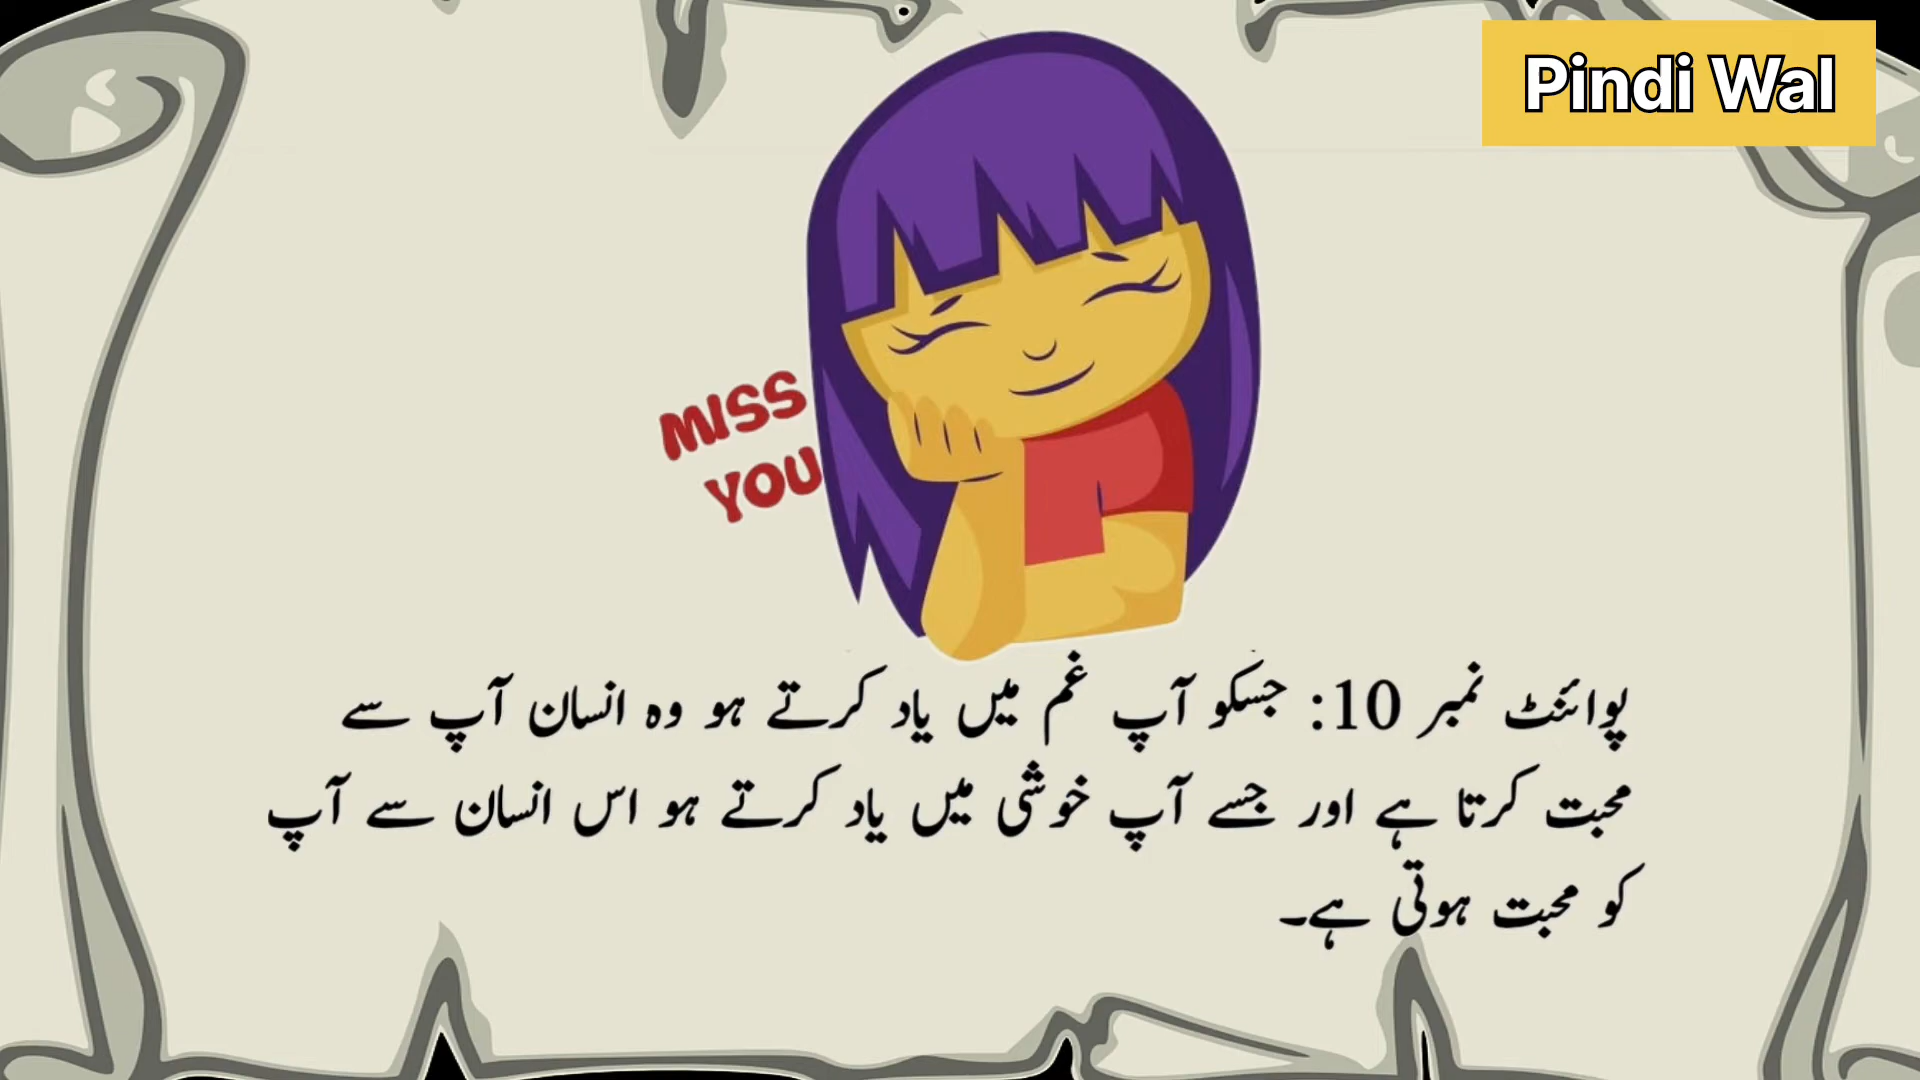 Pindi Wal
MISS
YOU
پوائنٹ نمبر 10: جسکو آپ غم میں یاد کرتے ہو وہ انسان آپ سے
محبت کرتا ہے اور جسے آپ خوشی میں یاد کرتے ہو اس انسان سے آپ
کو محبت ہوتی ہے۔